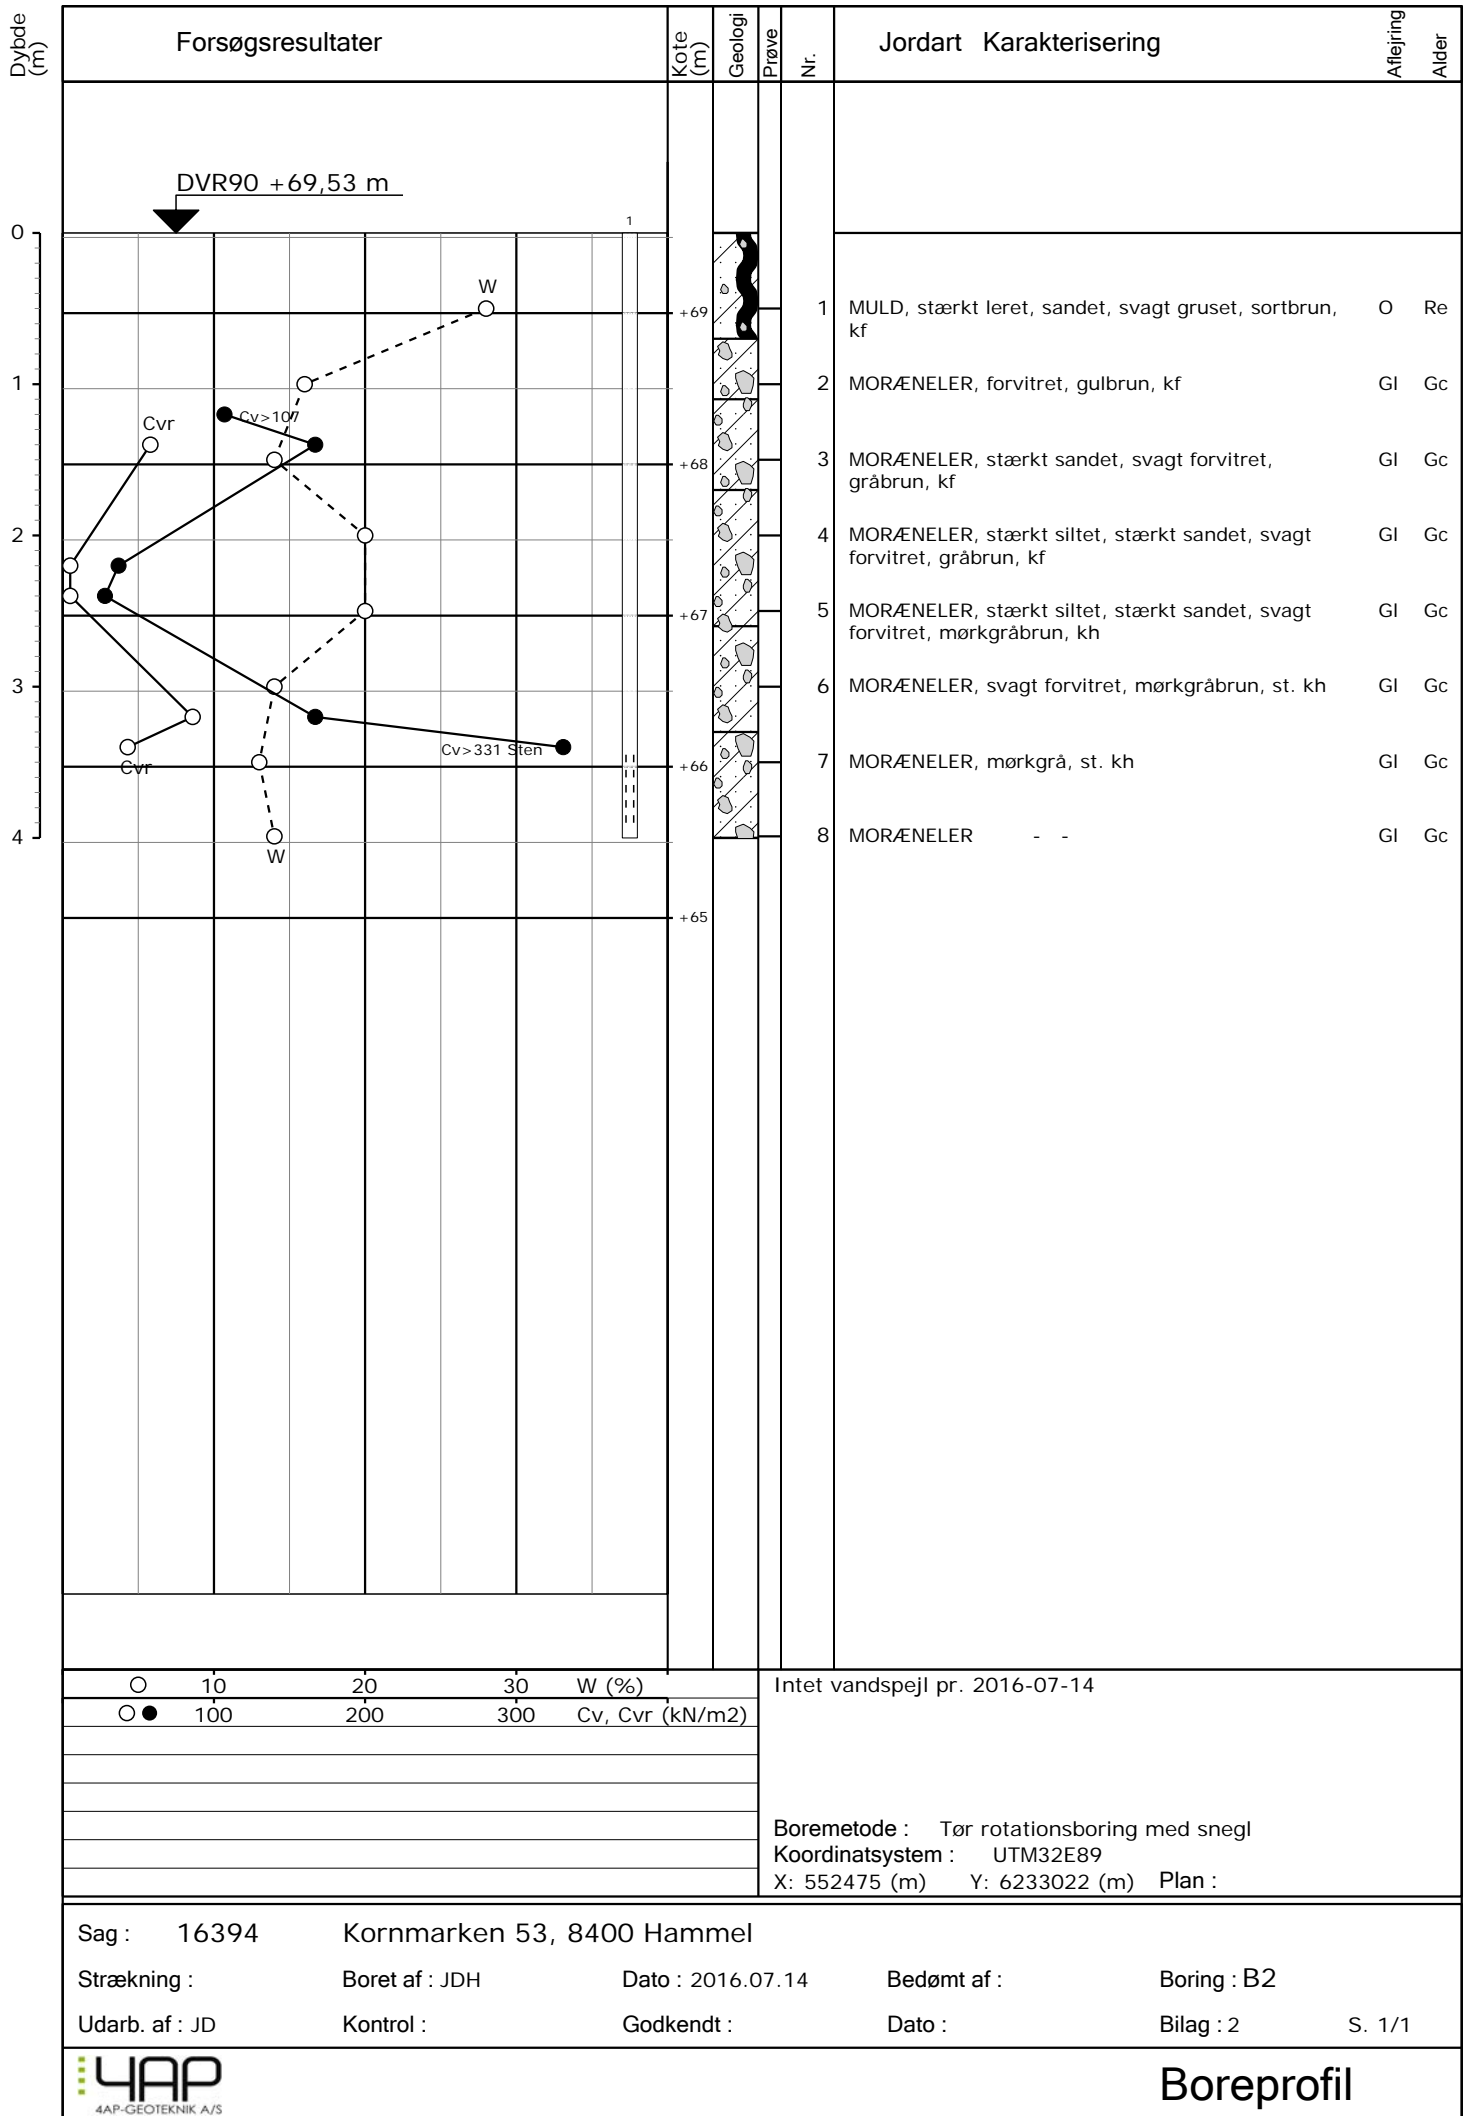 Dybde (m)
Forsøgsresultater
Kote (m)
Geologi
Prøve
Nr.
Jordart Karakterisering
Aflejring
Alder
DVR90 +69,53 m
1
0
W
+69
1 MULD, stærkt leret, sandet, svagt gruset, sortbrun, O Re
kf
1
2 MORÆNELER, forvitret, gulbrun, kf Gl Gc
Cv>107
Cvr
+68
3 MORÆNELER, stærkt sandet, svagt forvitret, Gl Gc
gråbrun, kf
2
4 MORÆNELER, stærkt siltet, stærkt sandet, svagt Gl Gc
forvitret, gråbrun, kf
+67
5 MORÆNELER, stærkt siltet, stærkt sandet, svagt Gl Gc
forvitret, mørkgråbrun, kh
3
6 MORÆNELER, svagt forvitret, mørkgråbrun, st. kh Gl Gc
Cv>331 Sten
Cvr
+66
7 MORÆNELER, mørkgrå, st. kh Gl Gc
4
8 MORÆNELER - - Gl Gc
W
+65
10 20 30 W (%)
100 200 300 Cv, Cvr (kN/m2)
Intet vandspejl pr. 2016-07-14
Boremetode : Tør rotationsboring med snegl
Koordinatsystem : UTM32E89
X: 552475 (m) Y: 6233022 (m) Plan :
Sag : 16394 Kornmarken 53, 8400 Hammel
Strækning : Boret af : JDH Dato : 2016.07.14 Bedømt af : Boring : B2
Udarb. af : JD Kontrol : Godkendt : Dato : Bilag : 2 S. 1/1
4AP
4AP-GEOTEKNIK A/S
Boreprofil